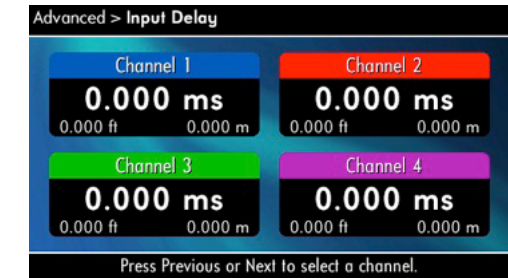 Advanced > Input Delay
Channel 1
0.000 ms
0.000 ft 0.000 m
Channel 2
0.000 ms
0.000 ft 0.000 m
Channel 3
0.000 ms
0.000 ft 0.000 m
Channel 4
0.000 ms
0.000 ft 0.000 m
Press Previous or Next to select a channel.